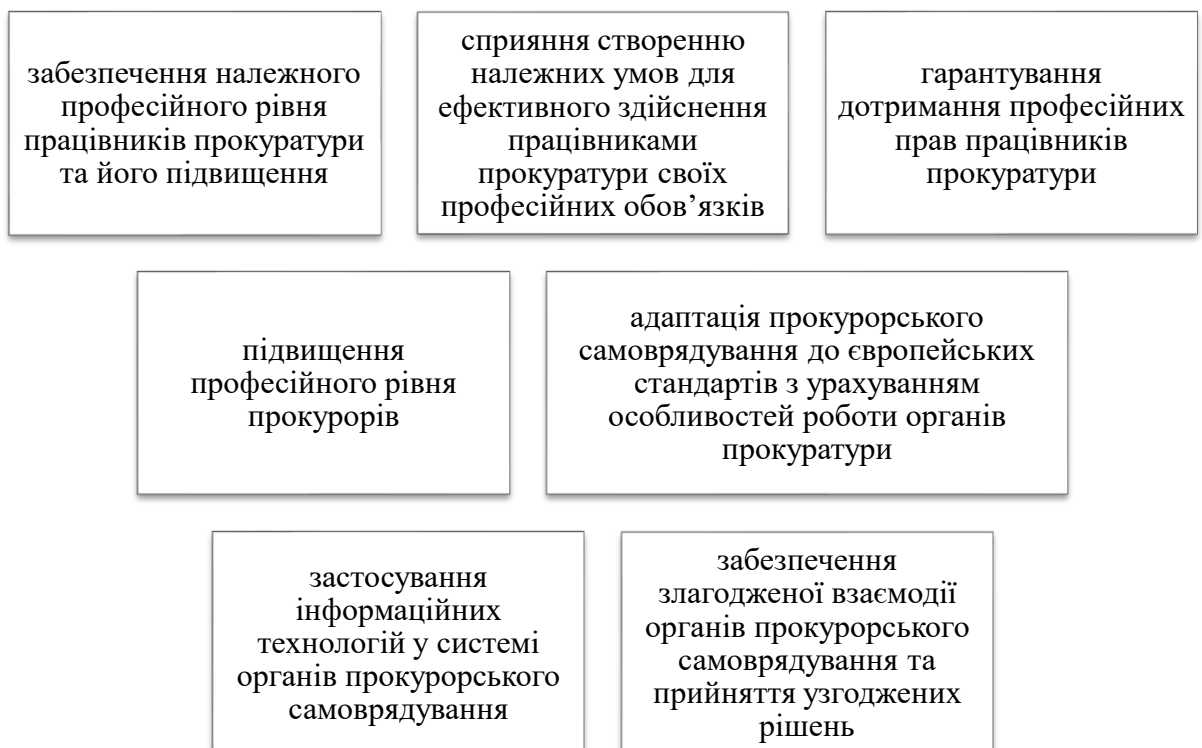 забезпечення належного
професійного рівня
працівників прокуратури
та його підвищення
сприяння створенню
належних умов для
ефективного здійснення
працівниками
прокуратури своїх
професійних обов’язків
гарантування
дотримання професійних
прав працівників
прокуратури
підвищення
професійного рівня
прокурорів
адаптація прокурорського
самоврядування до європейських
стандартів з урахуванням
особливостей роботи органів
прокуратури
застосування
інформаційних
технологій у системі
органів прокурорського
самоврядування
забезпечення
злагодженої взаємодії
органів прокурорського
самоврядування та
прийняття узгоджених
рішень